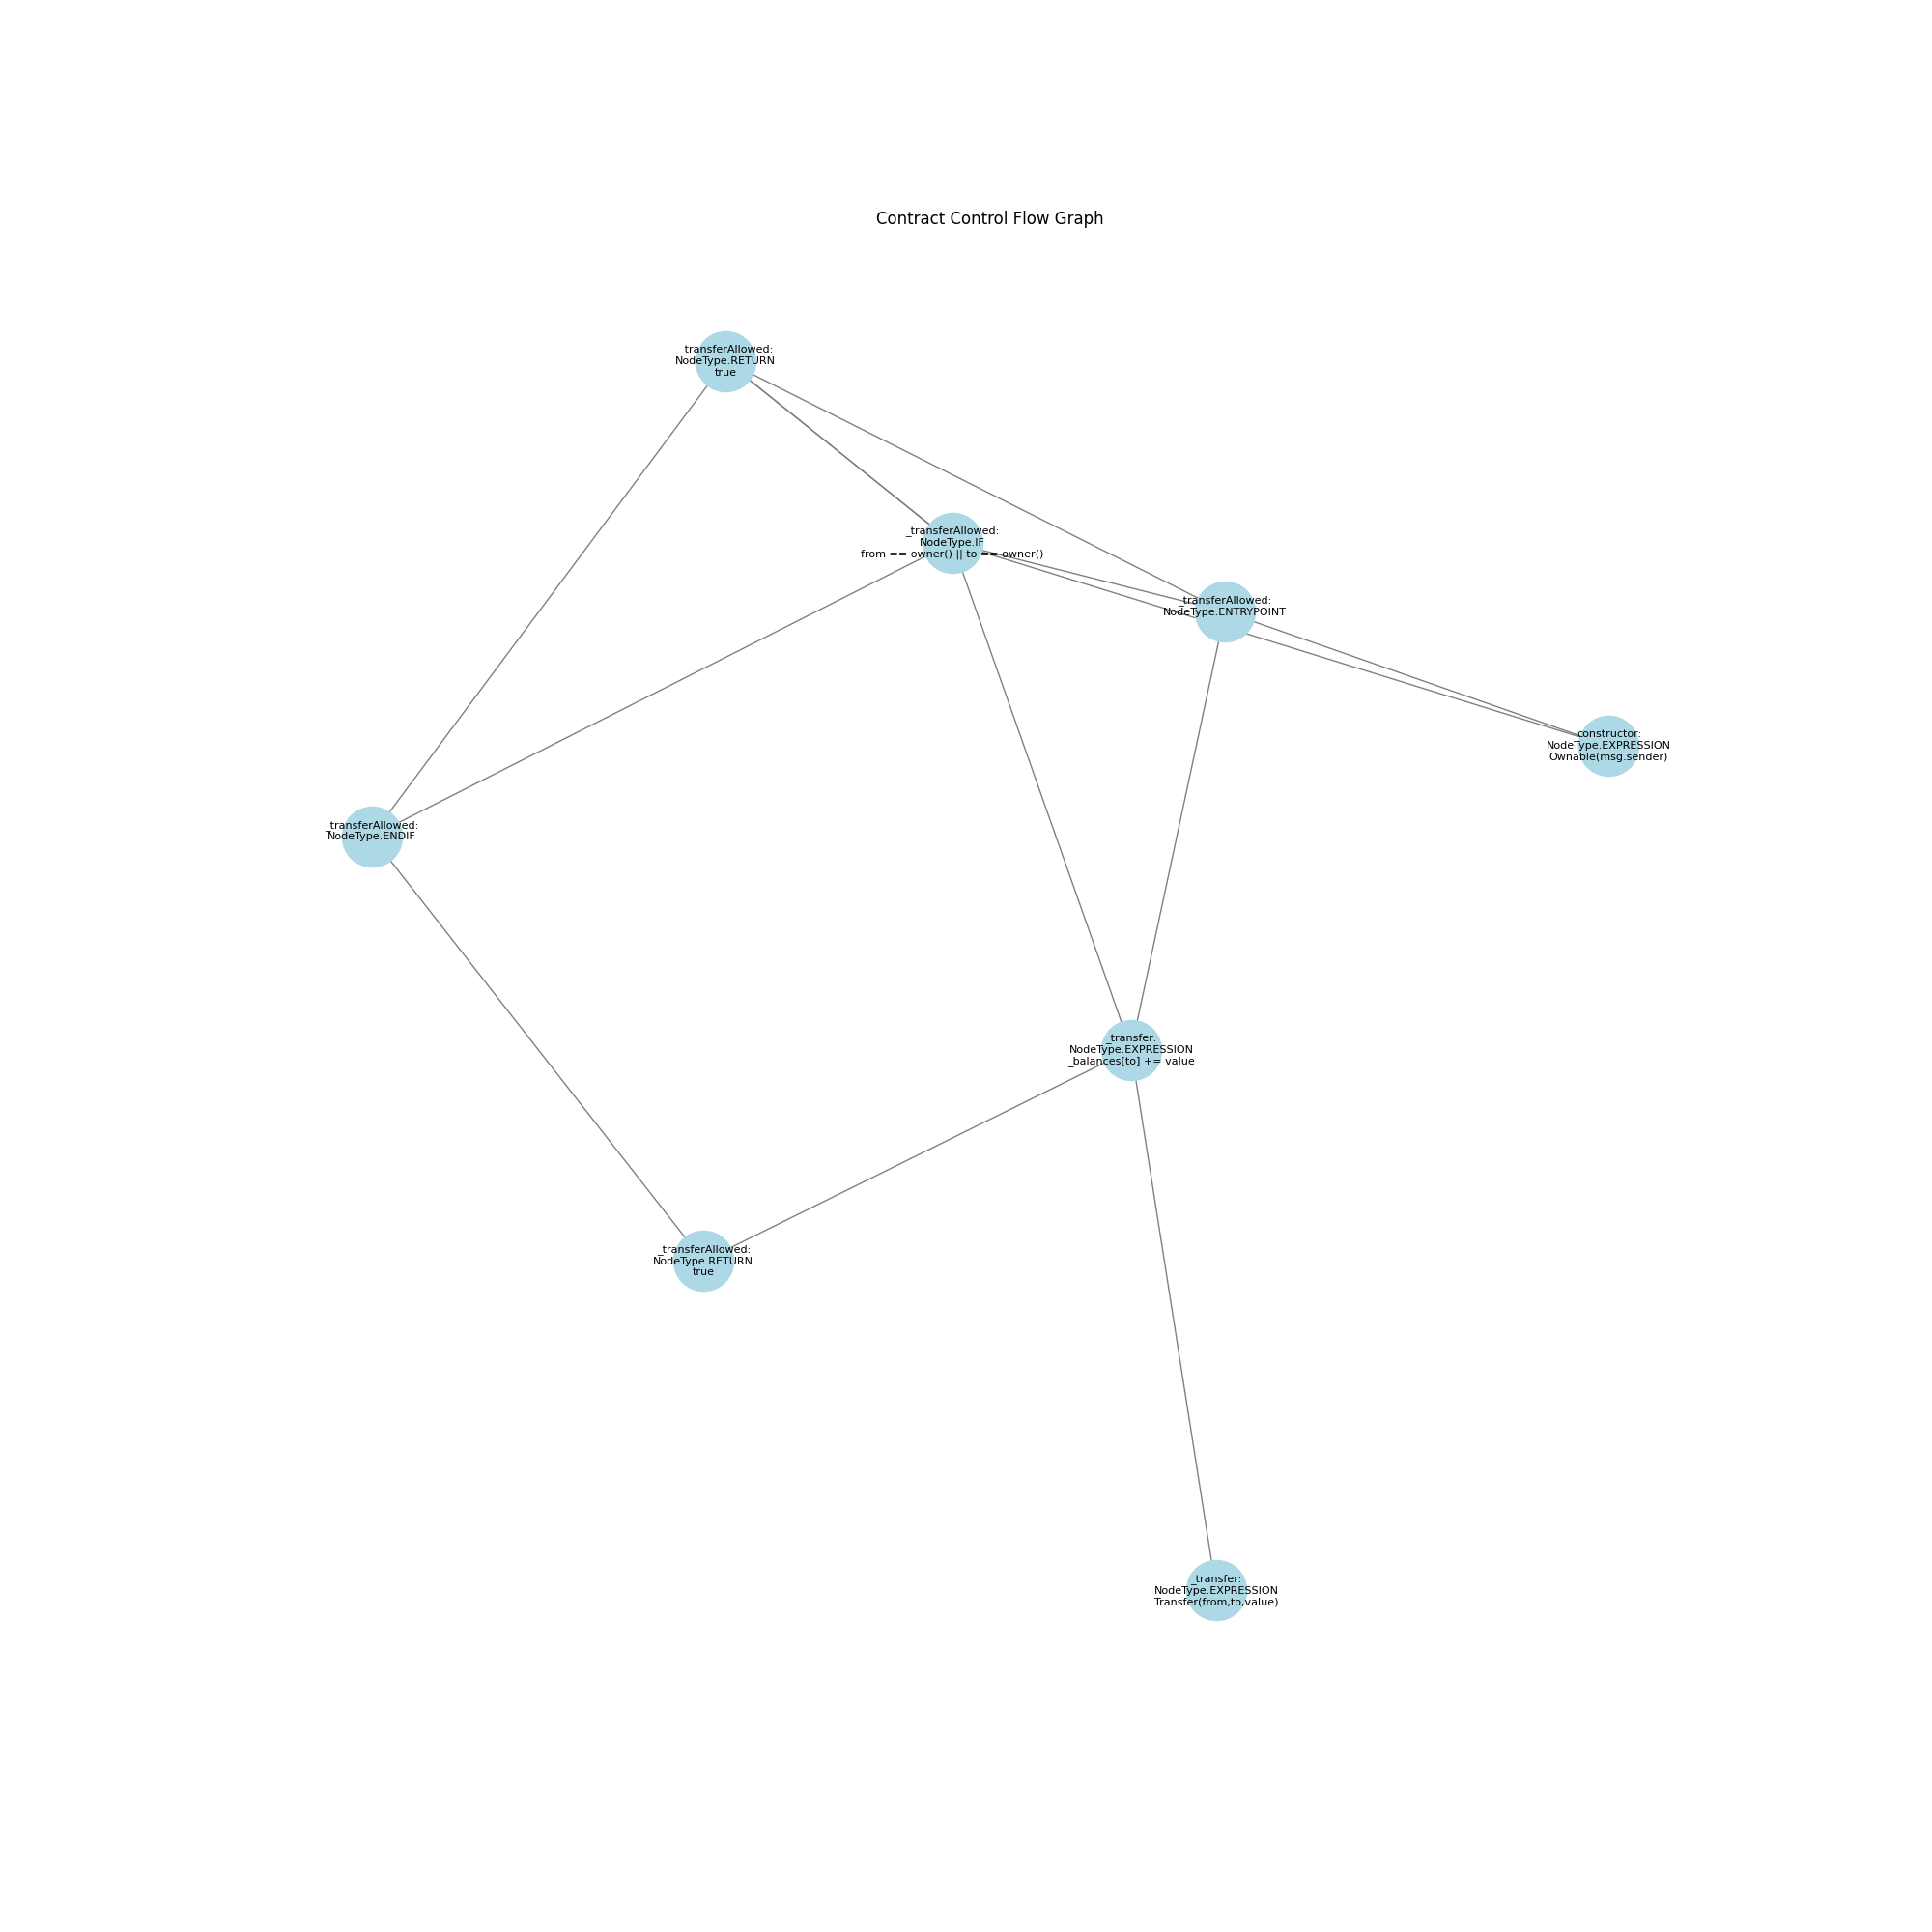 Contract Control Flow Graph
_transferAllowed:
NodeType.RETURN
true
_transferAllowed:
NodeType.IF
from == owner() || to == owner()
_transferAllowed:
NodeType.ENTRYPOINT
constructor:
NodeType.EXPRESSION
Ownable(msg.sender)
_transferAllowed:
NodeType.ENDIF
_transfer:
NodeType.EXPRESSION
_balances[to] += value
_transferAllowed:
NodeType.RETURN
true
_transfer:
NodeType.EXPRESSION
Transfer(from,to,value)